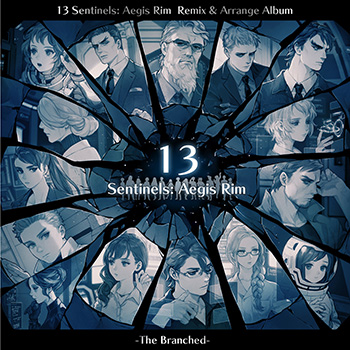 13 Sentinels: Aegis Rim Remix & Arrange Album
13
Sentinels: Aegis Rim
-The Branched-